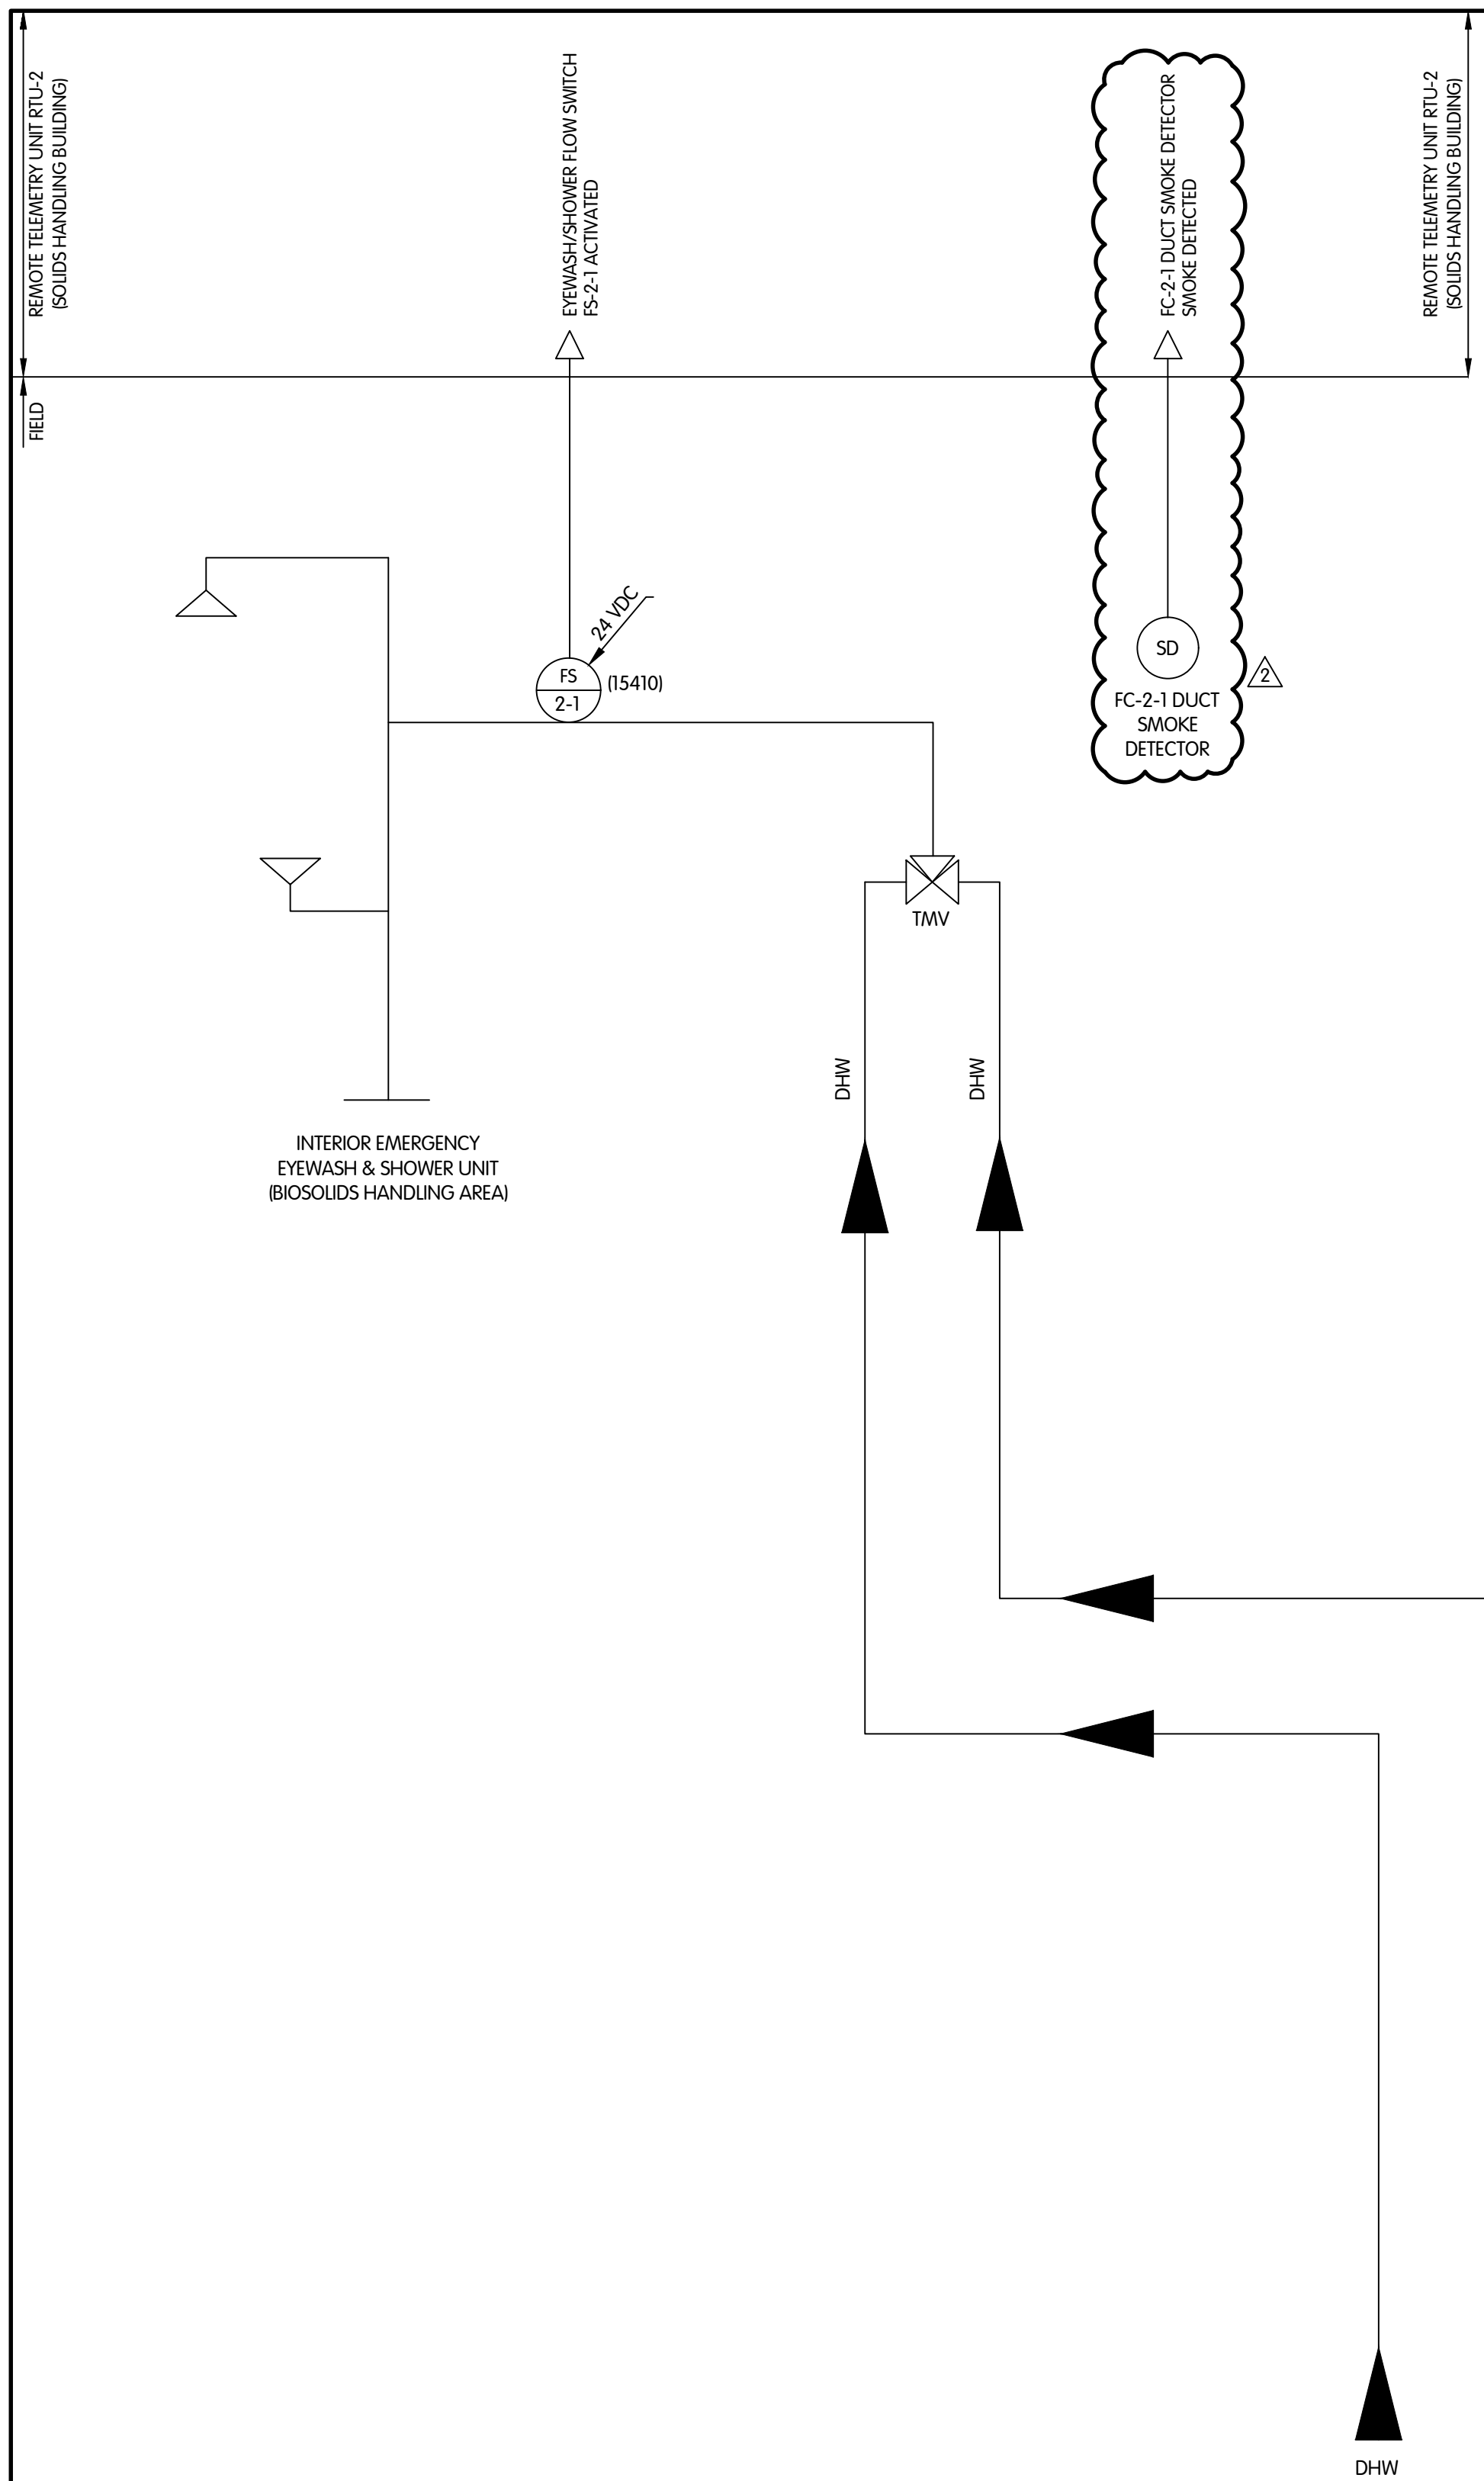 REMOTE TELEMETRY UNIT RTU-2
(SOLIDS HANDLING BUILDING)
EYEWASH/SHOWER FLOW SWITCH
FS-2-1 ACTIVATED
FC-2-1 DUCT SMOKE DETECTOR
SMOKE DETECTED
REMOTE TELEMETRY UNIT RTU-2
(SOLIDS HANDLING BUILDING)
FIELD
24 VDC
FS
2-1
(15410)
SD
2
FC-2-1 DUCT
SMOKE
DETECTOR
TMV
DHW
DHW
INTERIOR EMERGENCY
EYEWASH & SHOWER UNIT
(BIOSOLIDS HANDLING AREA)
DHW